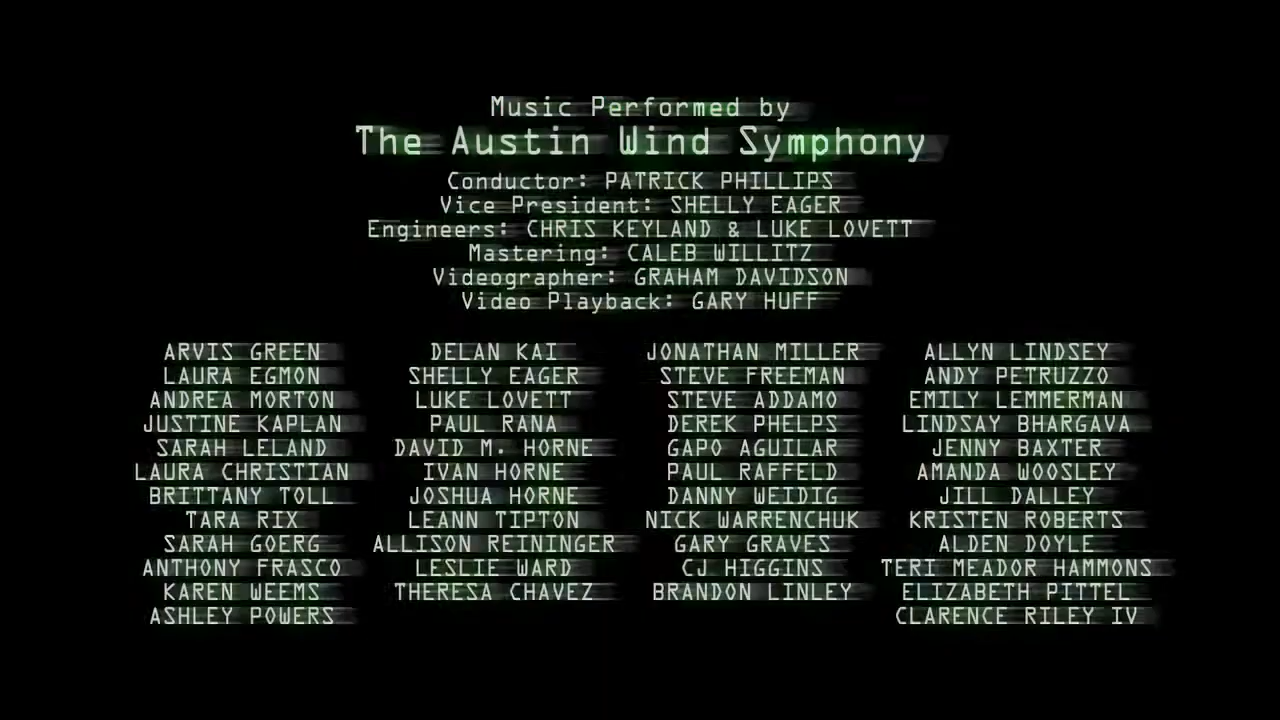 Music Performed by
The Austin Wind Symphony
Conductor: PATRICK PHILLIPS
Vice President: SHELLY EAGER
Engineers: CHRIS KEYLAND & LUKE LOVETT
Mastering: CALEB WILLITZ
Videographer: GRAHAM DAVIDSON
Video Playback: GARY HUFF
ARVIS GREEN
LAURA EGMON
ANDREA MORTON
JUSTINE KAPLAN
SARAH LELAND
LAURA CHRISTIAN
BRITTANY TOLL
TARA RIX
SARAH GOERG
ANTHONY FRASCO
KAREN WEEMS
ASHLEY POWERS
DELAN KAI
SHELLY EAGER
LUKE LOVETT
PAUL RANA
DAVID M. HORNE
IVAN HORNE
JOSHUA HORNE
LEANN TIPTON
ALLISON REININGER
LESLIE WARD
THERESA CHAVEZ
JONATHAN MILLER
STEVE FREEMAN
STEVE ADDAMO
DEREK PHELPS
GAPO AGUILAR
PAUL RAFFELD
DANNY WEIDIG
NICK WARRENCHUK
GARY GRAVES
CJ HIGGINS
BRANDON LINLEY
ALLYN LINDSEY
ANDY PETRUZZO
EMILY LEMMERMAN
LINDSAY BHARGAVA
JENNY BAXTER
AMANDA WOOSLEY
JILL DALLEY
KRISTEN ROBERTS
ALDEN DOYLE
TERI MEADOR HAMMONS
ELIZABETH PITTEL
CLARENCE RILEY IV